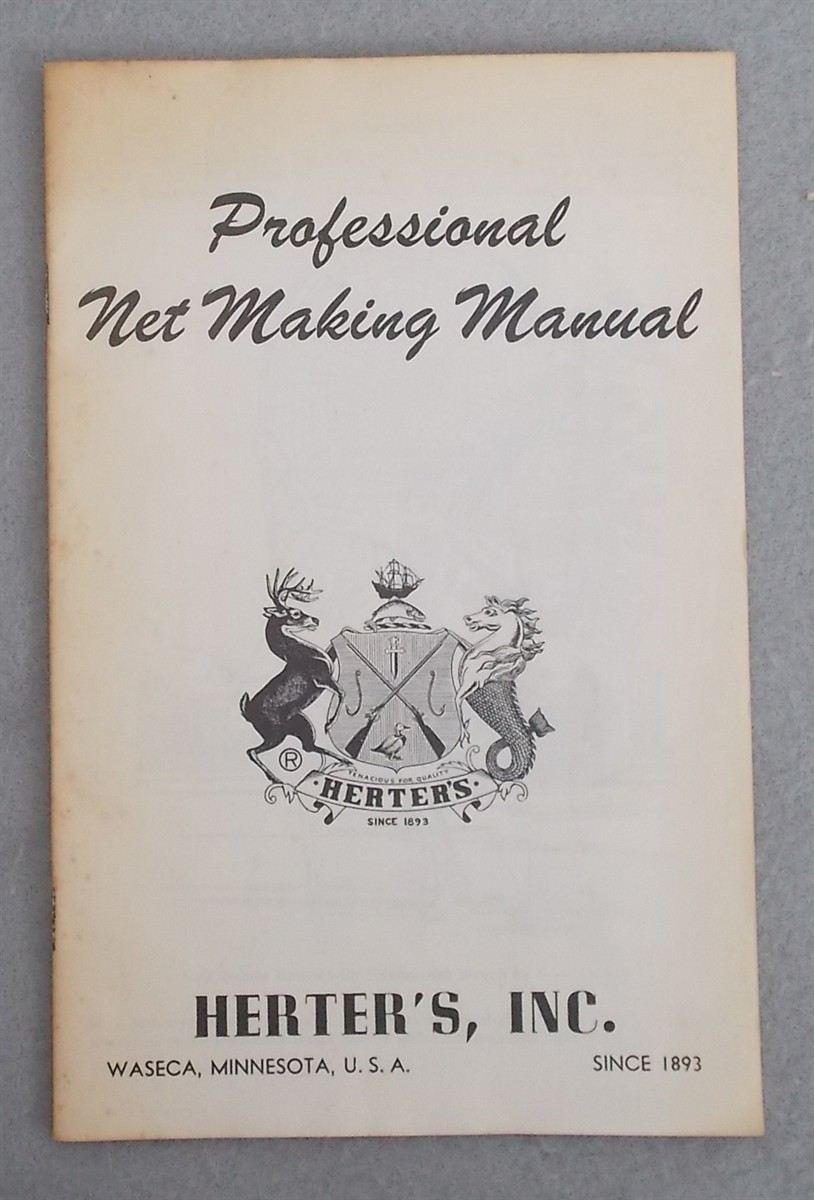 Professional
Net Making Manual
®
TENACIOUS FOR QUALITY
·HERTER'S·
SINCE 1893
HERTER'S, INC.
WASECA, MINNESOTA, U. S. A. SINCE 1893